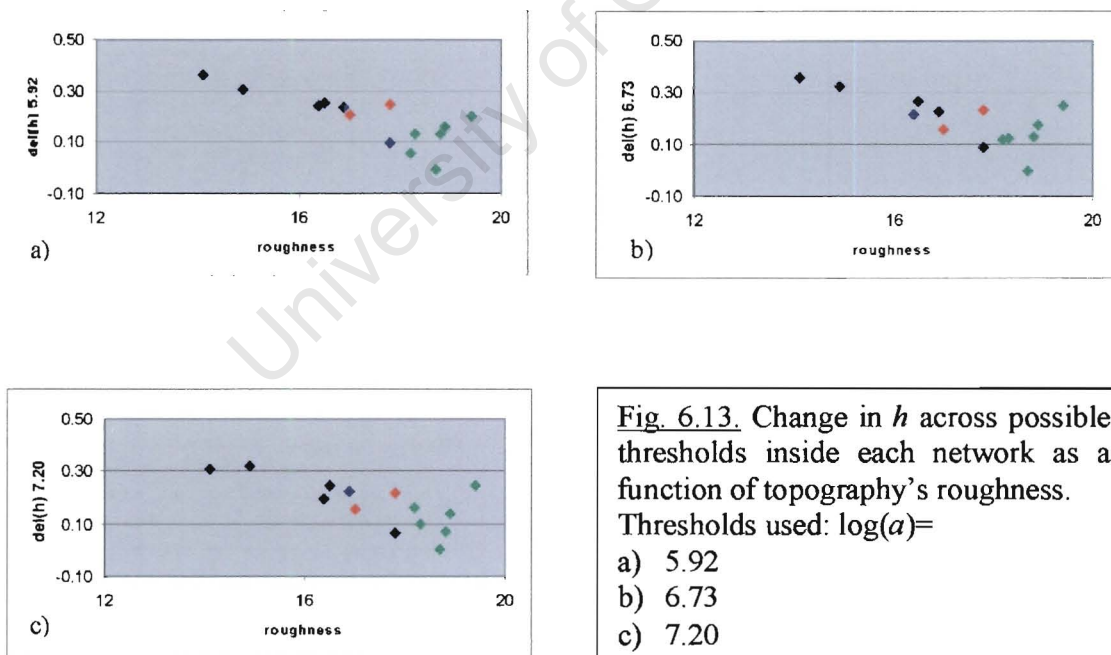 0.50
0.30
0.10
-0.10
del(h) 5.92
12 16 20
roughness
a)
0.50
0.30
0.10
-0.10
del(h) 6.73
12 16 20
roughness
b)
University of C
0.50
0.30
0.10
-0.10
del(h) 7.20
12 16 20
roughness
c)
Fig. 6.13. Change in h across possible
thresholds inside each network as a
function of topography's roughness.
Thresholds used: log(a)=
a) 5.92
b) 6.73
c) 7.20